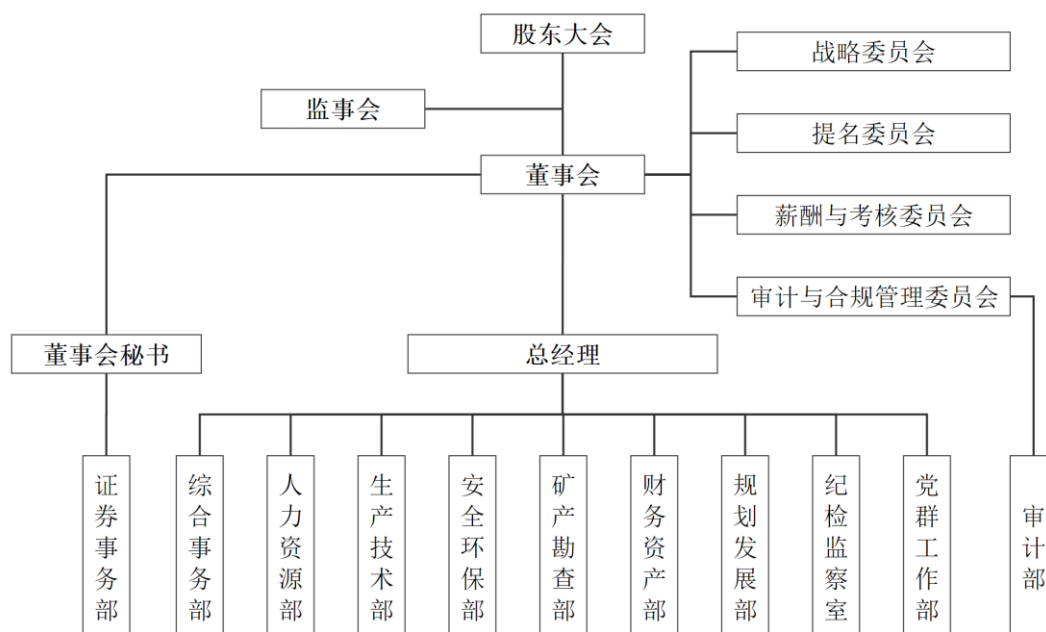 股东大会
战略委员会
监事会
提名委员会
董事会
薪酬与考核委员会
审计与合规管理委员会
董事会秘书
总经理
证券事务部
综合事务部
人力资源部
生产技术部
安全环保部
矿产勘查部
财务资产部
规划发展部
纪检监察室
党群工作部
审计部